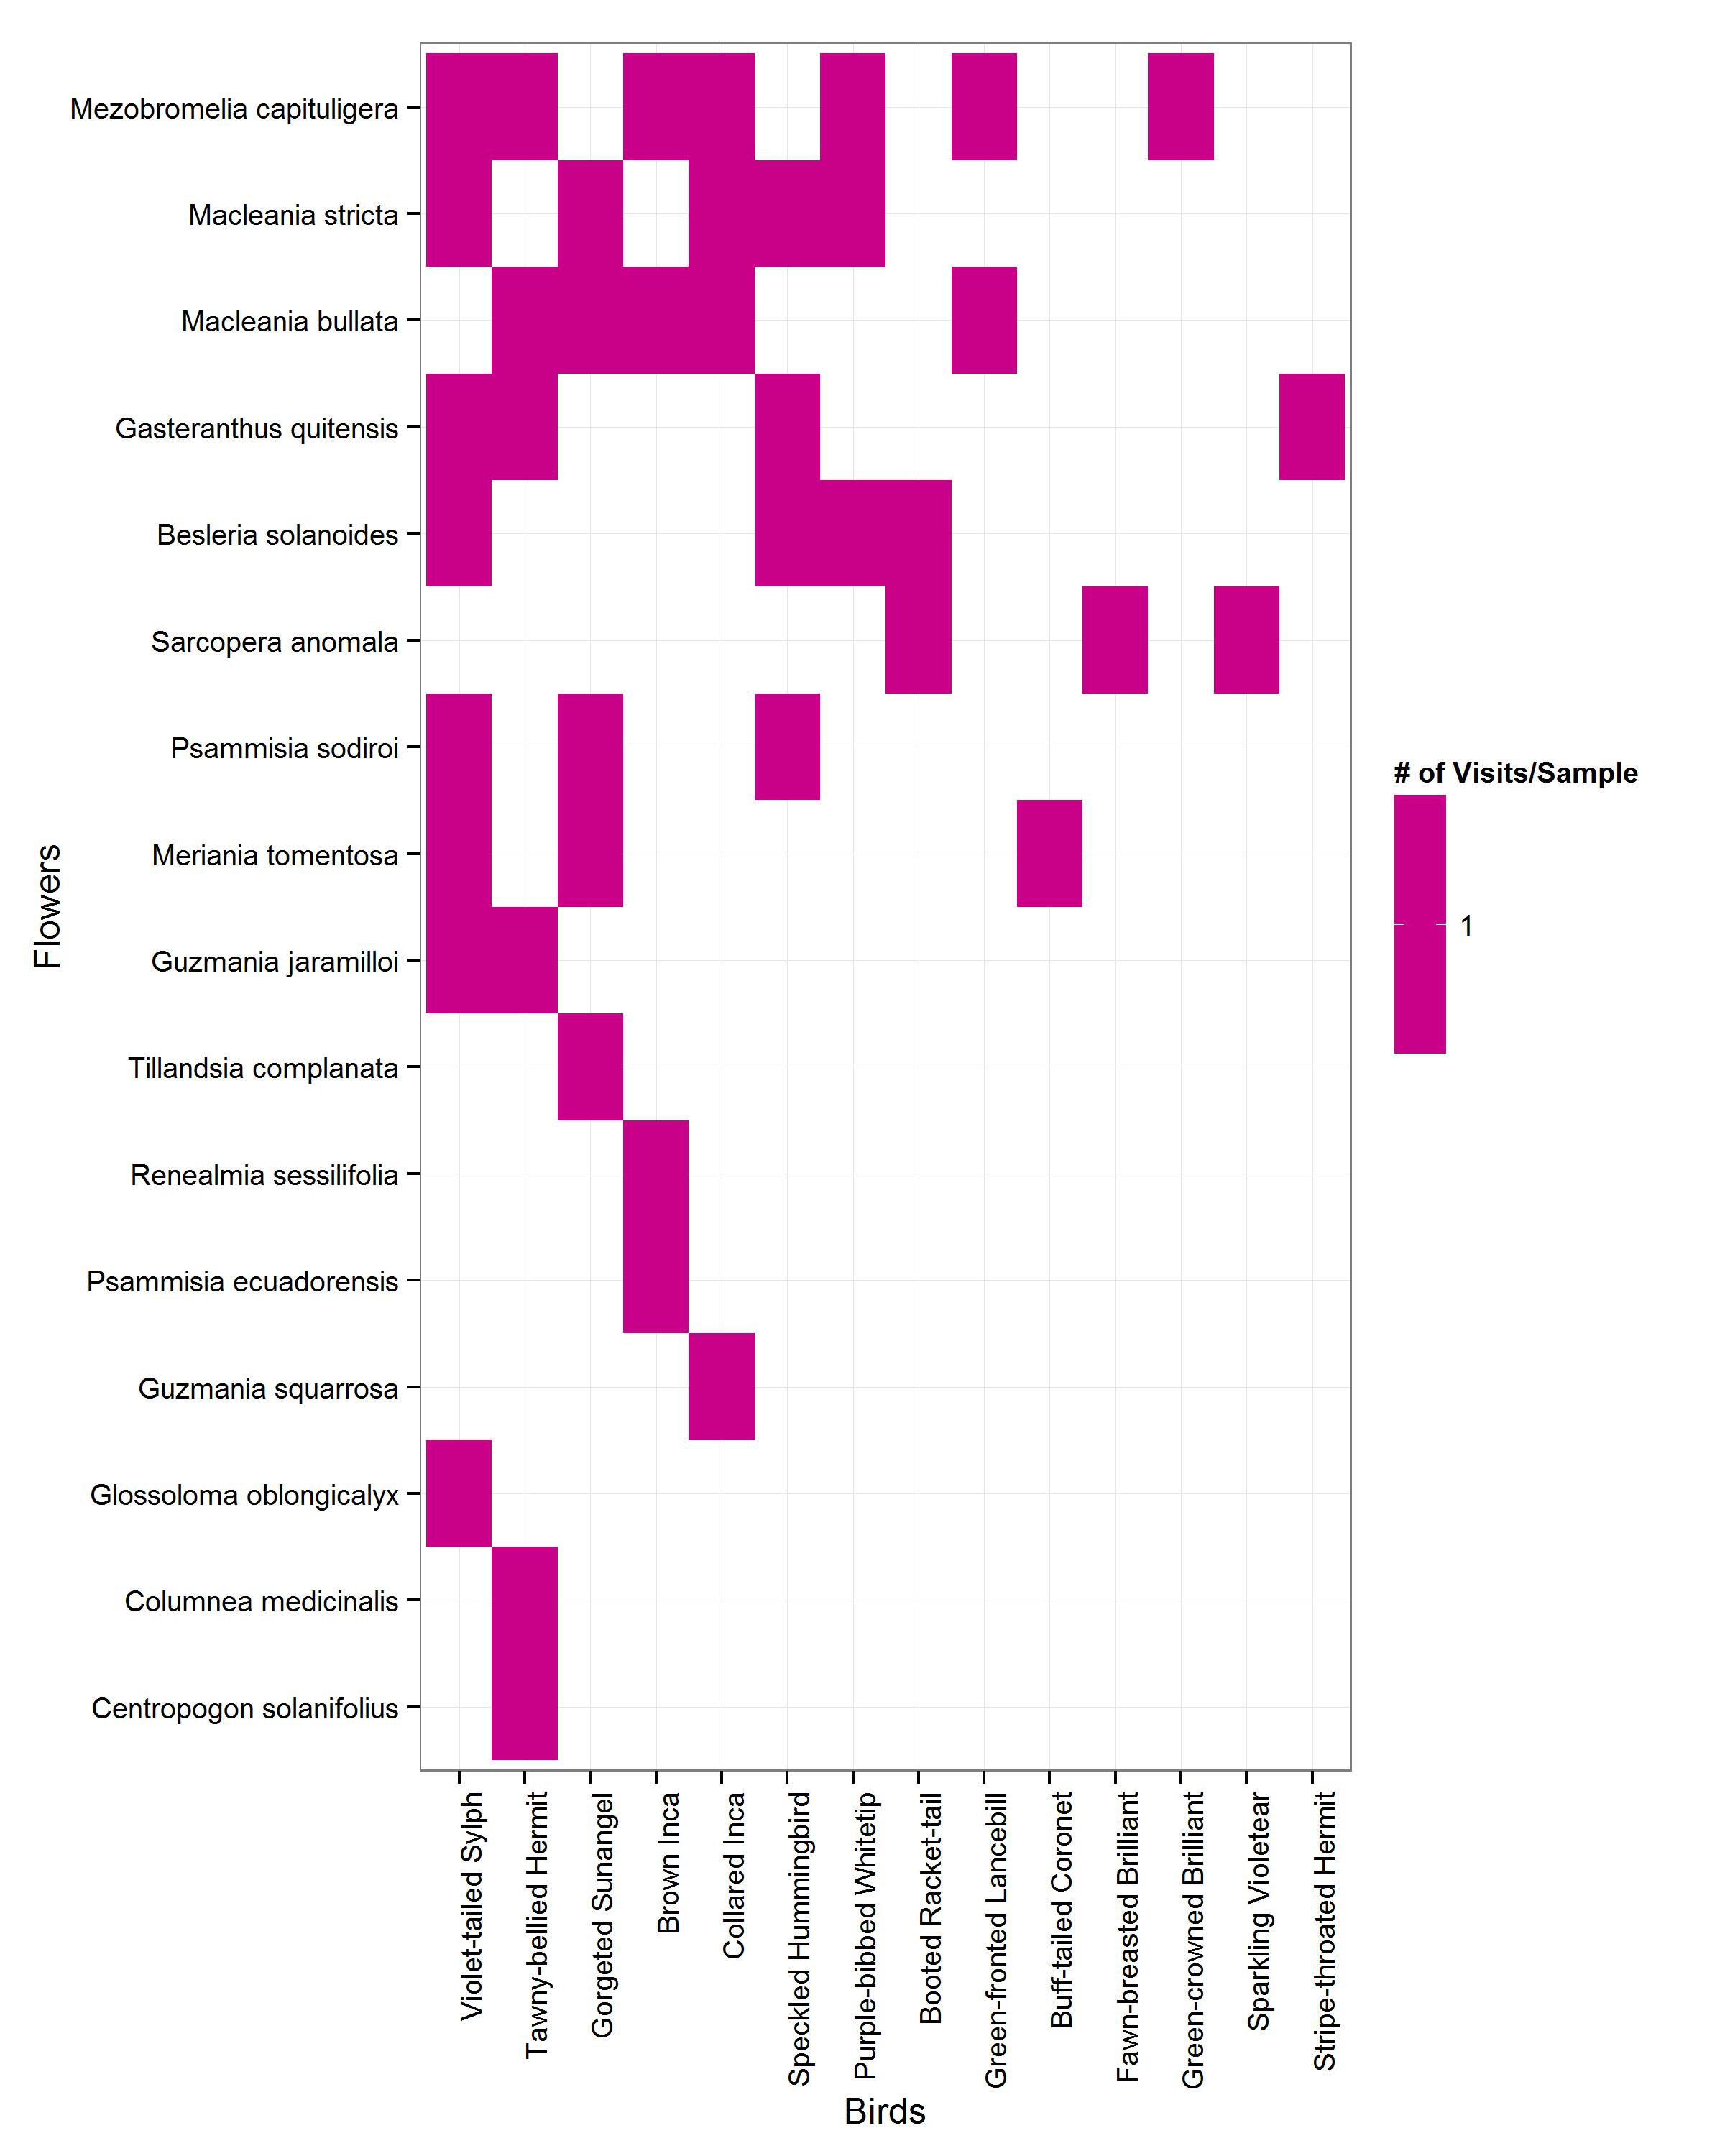 Mezobromelia capituligera
Macleania stricta
Macleania bullata
Gasteranthus quitensis
Besleria solanoides
Sarcopera anomala
Psammisia sodiroi
Meriania tomentosa
Guzmania jaramilloi
Tillandsia complanata
Renealmia sessilifolia
Psammisia ecuadorensis
Guzmania squarrosa
Glossoloma oblongicalyx
Columnea medicinalis
Centropogon solanifolius
Flowers
Violet-tailed Sylph
Tawny-bellied Hermit
Gorgeted Sunangel
Brown Inca
Collared Inca
Speckled Hummingbird
Purple-bibbed Whitetip
Booted Racket-tail
Green-fronted Lancebill
Buff-tailed Coronet
Fawn-breasted Brilliant
Green-crowned Brilliant
Sparkling Violetear
Stripe-throated Hermit
Birds
# of Visits/Sample
1